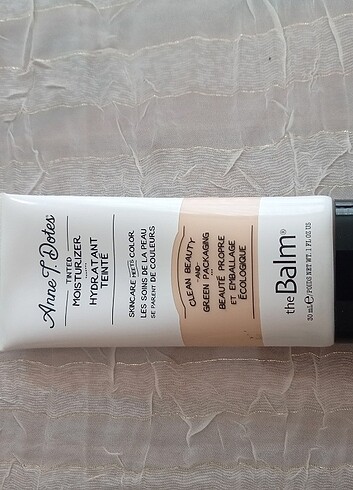 Anne T. Dotes
TINTED
MOISTURIZER
HYDRATANT
TEINTÉ
SKINCARE MEETS COLOR
LES SOINS DE LA PEAU
SE PARENT DE COULEURS
CLEAN BEAUTY
AND
GREEN PACKAGING
BEAUTÉ PROPRE
ET EMBALLAGE
ÉCOLOGIQUE
theBalm®
30 ml ℮/POIDS NET WT. 1 FL OZ US